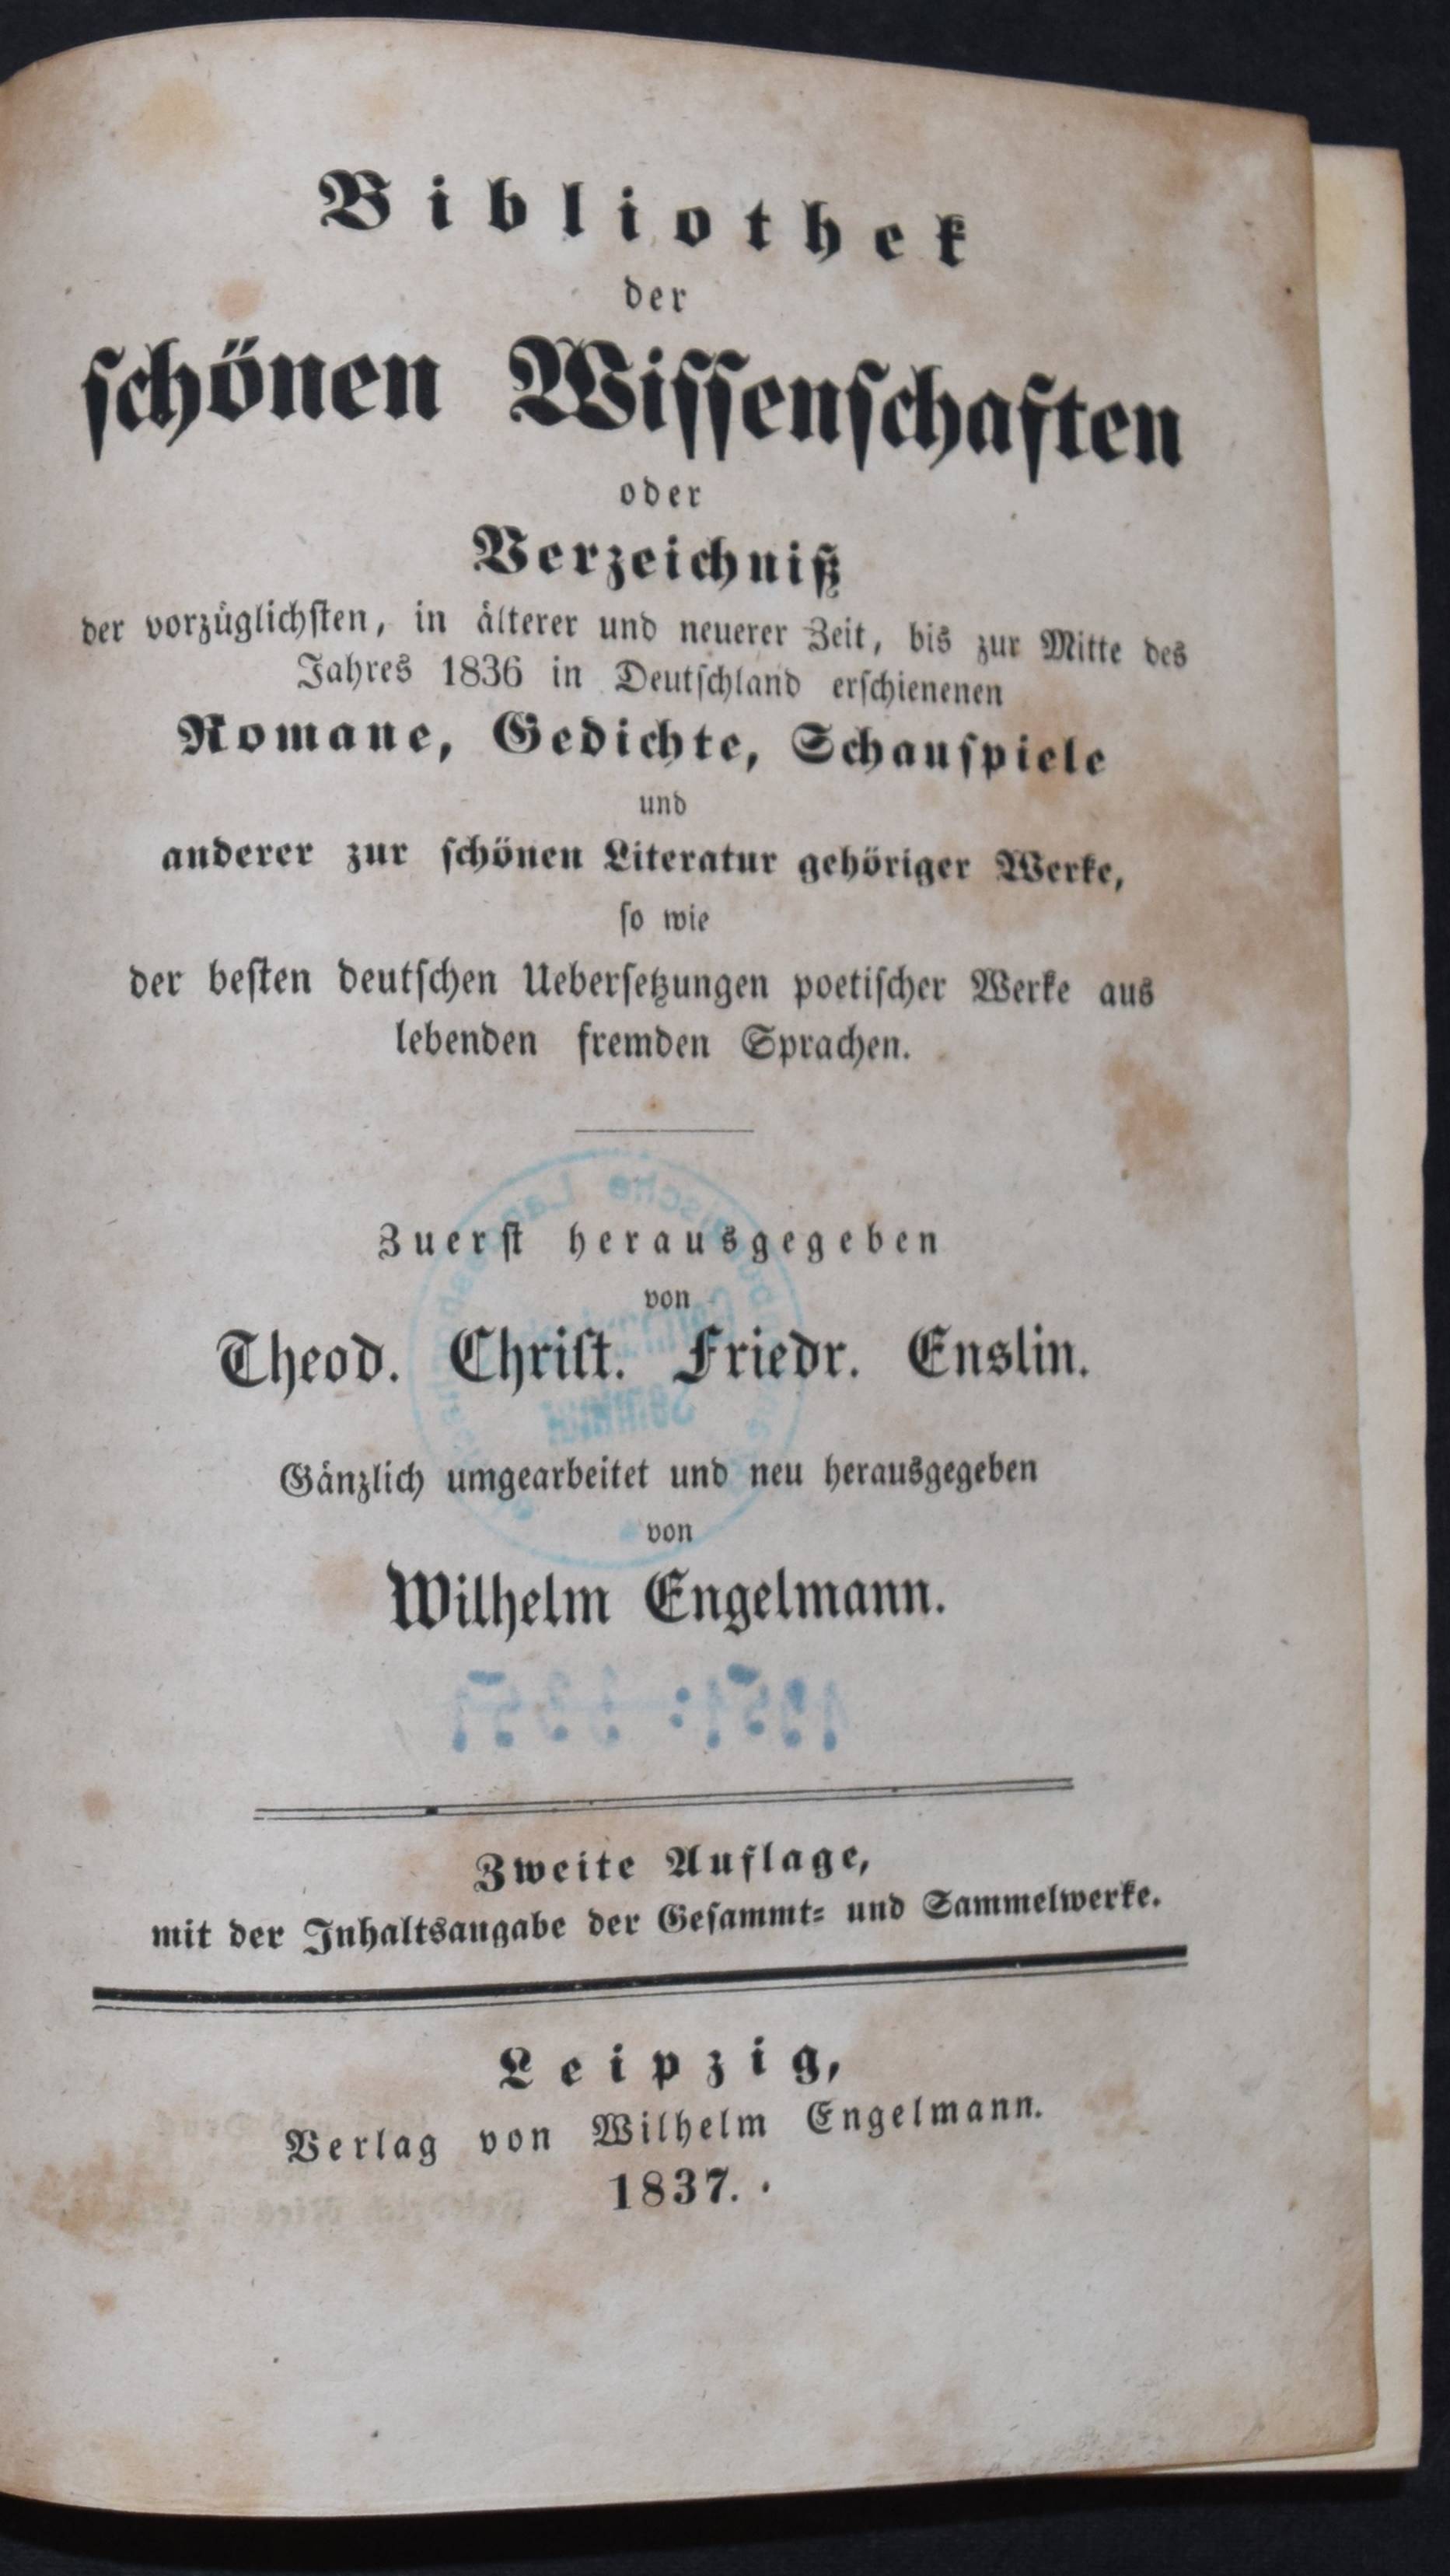 Bibliothek
der
schönen Wissenschaften
oder
Verzeichniß
der vorzüglichsten, in älterer und neuerer Zeit, bis zur Mitte des
Jahres 1836 in Deutschland erschienenen
Romane, Gedichte, Schauspiele
und
anderer zur schönen Literatur gehöriger Werke,
so wie
der besten deutschen Uebersetzungen poetischer Werke aus
lebenden fremden Sprachen.
Zuerst herausgegeben
von
Theod. Christ. Friedr. Enslin.
Gänzlich umgearbeitet und neu herausgegeben
von
Wilhelm Engelmann.
Zweite Auflage,
mit der Inhaltsangabe der Gesammt- und Sammelwerke.
Leipzig,
Verlag von Wilhelm Engelmann.
1837.